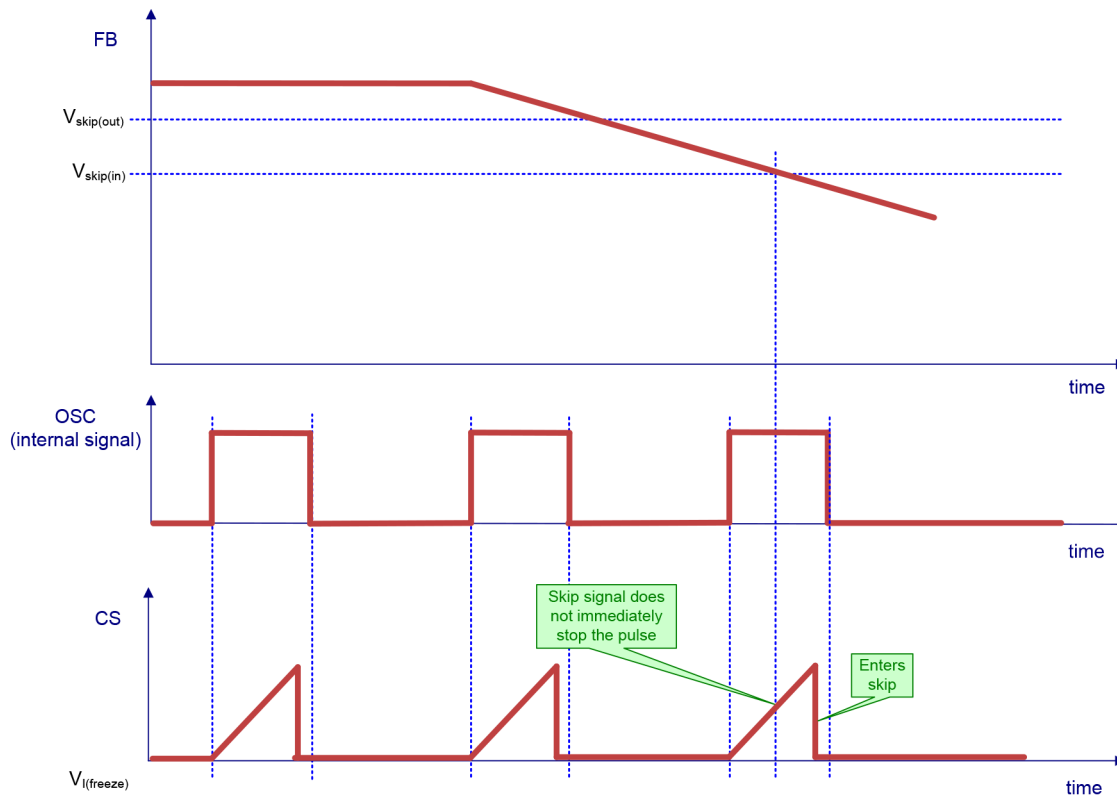 FB
Vskip(out)
Vskip(in)
time
OSC
(internal signal)
time
CS
Skip signal does
not immediately
stop the pulse
Enters
skip
VI(freeze)
time